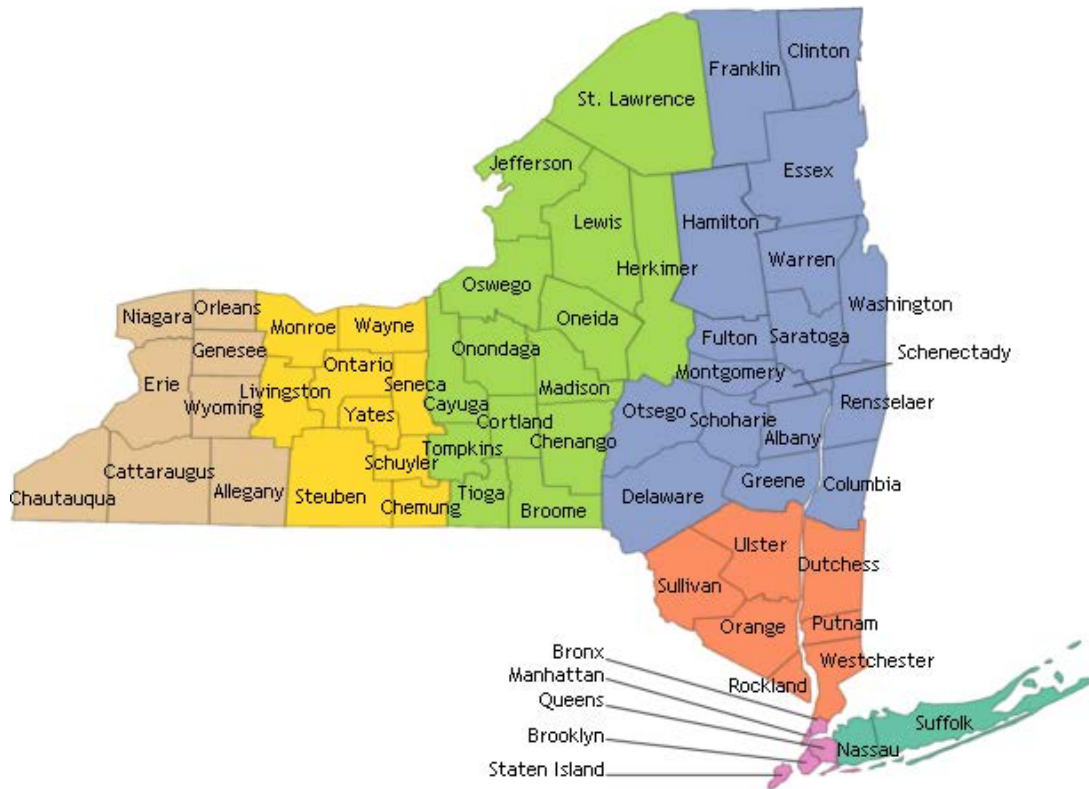 Clinton
Franklin
St. Lawrence
Jefferson
Essex
Lewis
Hamilton
Warren
Herkimer
Oswego
Washington
Orleans
Niagara
Monroe
Wayne
Oneida
Fulton
Saratoga
Genesee
Onondaga
Schenectady
Ontario
Montgomery
Erie
Livingston
Seneca
Madison
Wyoming
Yates
Cayuga
Cortland
Otsego
Schoharie
Rensselaer
Albany
Chenango
Tompkins
Schuyler
Cattaraugus
Greene
Columbia
Chautauqua
Allegany
Steuben
Chemung
Tioga
Broome
Delaware
Ulster
Dutchess
Sullivan
Orange
Putnam
Bronx
Westchester
Manhattan
Rockland
Queens
Suffolk
Brooklyn
Nassau
Staten Island